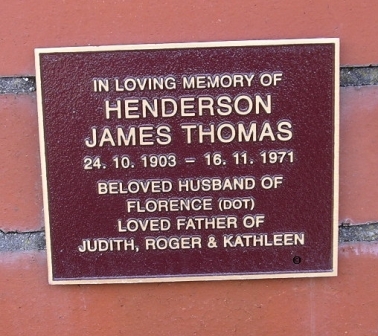 IN LOVING MEMORY OF
HENDERSON
JAMES THOMAS
24. 10. 1903 – 16. 11. 1971
BELOVED HUSBAND OF
FLORENCE (DOT)
LOVED FATHER OF
JUDITH, ROGER & KATHLEEN